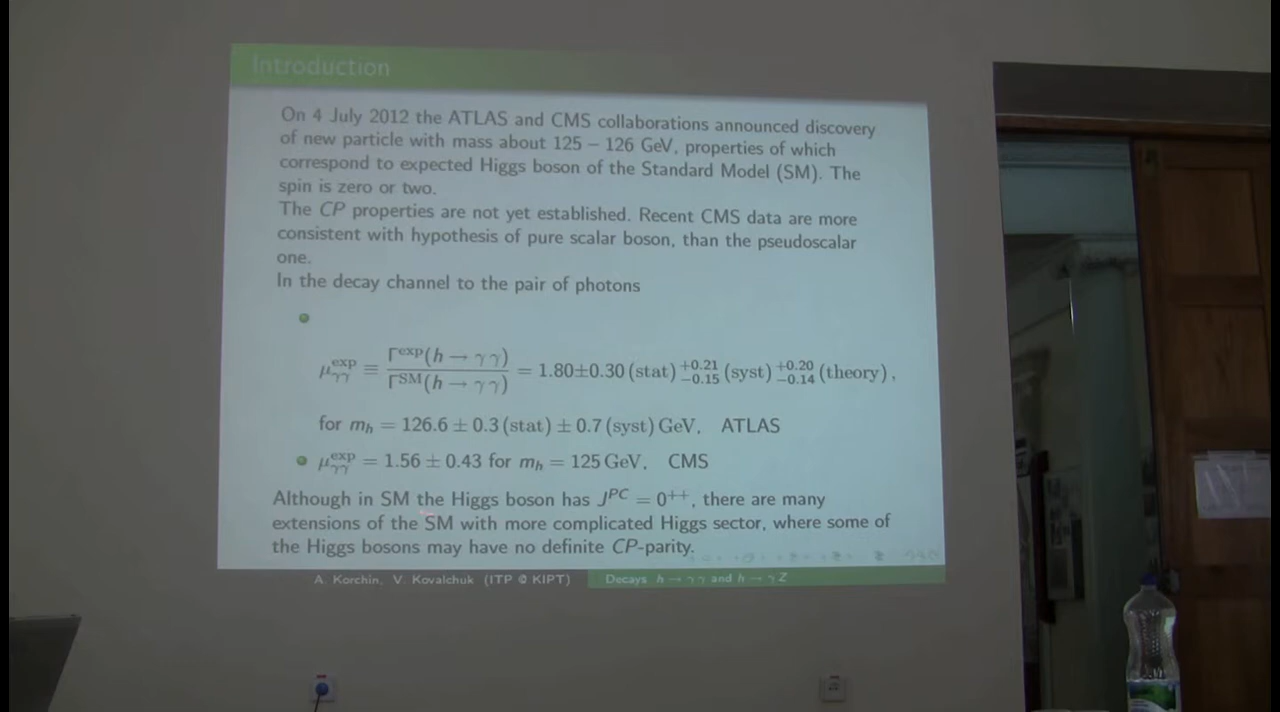 Introduction
On 4 July 2012 the ATLAS and CMS collaborations announced discovery
of new particle with mass about 125 – 126 GeV, properties of which
correspond to expected Higgs boson of the Standard Model (SM). The
spin is zero or two.
The CP properties are not yet established. Recent CMS data are more
consistent with hypothesis of pure scalar boson, than the pseudoscalar
one.
In the decay channel to the pair of photons
μ^exp_γγ ≡ Γ^exp(h → γ γ) / Γ^SM(h → γ γ) = 1.80±0.30 (stat) +0.21 −0.15 (syst) +0.20 −0.14 (theory),
for m_h = 126.6 ± 0.3 (stat) ± 0.7 (syst) GeV, ATLAS
μ^exp_γγ = 1.56 ± 0.43 for m_h = 125 GeV, CMS
Although in SM the Higgs boson has J^PC = 0^++, there are many
extensions of the SM with more complicated Higgs sector, where some of
the Higgs bosons may have no definite CP-parity.
A. Korchin, V. Kovalchuk (ITP @ KIPT) Decays h → γγ and h → γZ